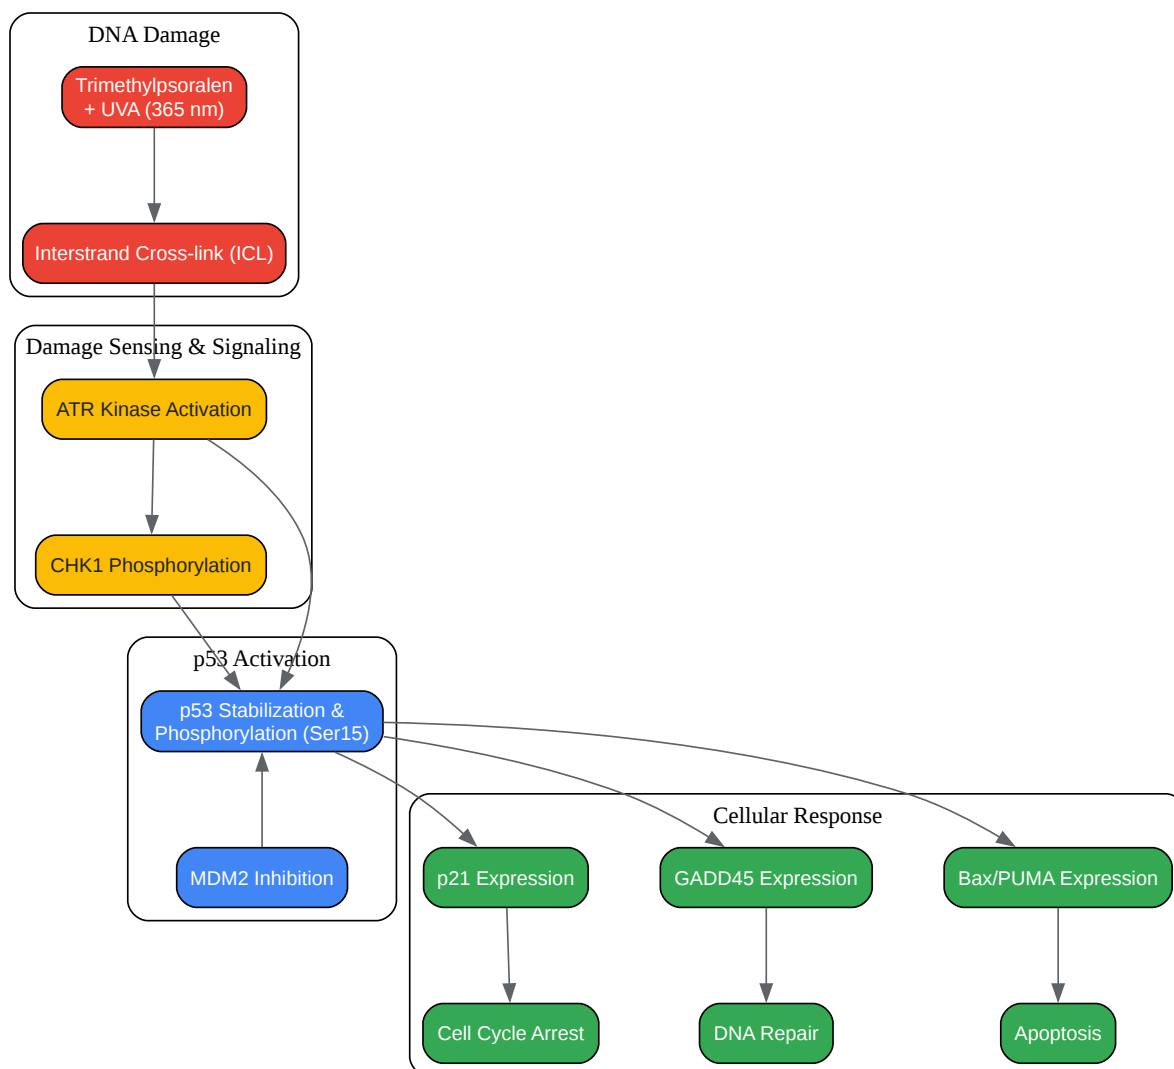 DNA Damage
Trimethylpsoralen
+ UVA (365 nm)
Interstrand Cross-link (ICL)
Damage Sensing & Signaling
ATR Kinase Activation
CHK1 Phosphorylation
p53 Activation
p53 Stabilization &
Phosphorylation (Ser15)
MDM2 Inhibition
Cellular Response
p21 Expression
GADD45 Expression
Bax/PUMA Expression
Cell Cycle Arrest
DNA Repair
Apoptosis